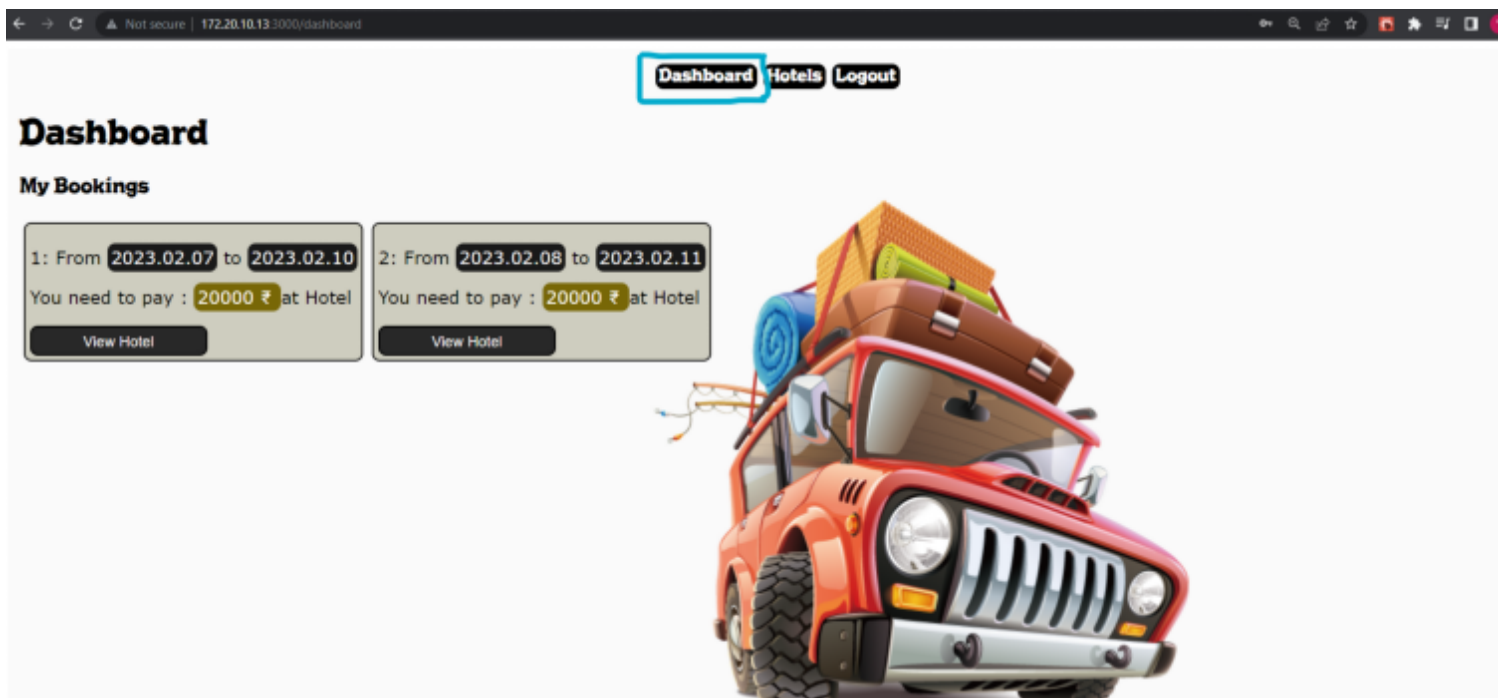 Not secure | 172.20.10.13:3000/dashboard
Dashboard Hotels Logout
Dashboard
My Bookings
1: From 2023.02.07 to 2023.02.10
You need to pay : 20000 ₹ at Hotel
View Hotel
2: From 2023.02.08 to 2023.02.11
You need to pay : 20000 ₹ at Hotel
View Hotel